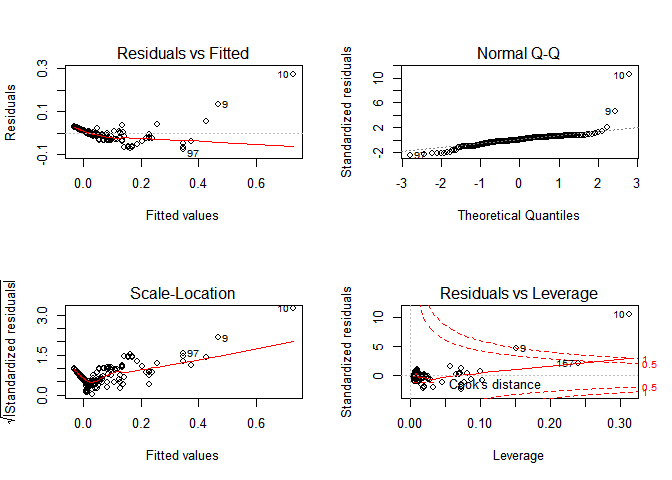 Residuals vs Fitted
Residuals
-0.1 0.1 0.3
10
9
97
0.0 0.2 0.4 0.6
Fitted values
Normal Q-Q
Standardized residuals
-2 2 6 10
10
9
97
-3 -2 -1 0 1 2 3
Theoretical Quantiles
Scale-Location
√|Standardized residuals|
0.0 1.5 3.0
10
9
97
0.0 0.2 0.4 0.6
Fitted values
Residuals vs Leverage
Standardized residuals
0 5 10
10
9
Cook's distance
1
0.5
0.5
1
0.00 0.10 0.20 0.30
Leverage